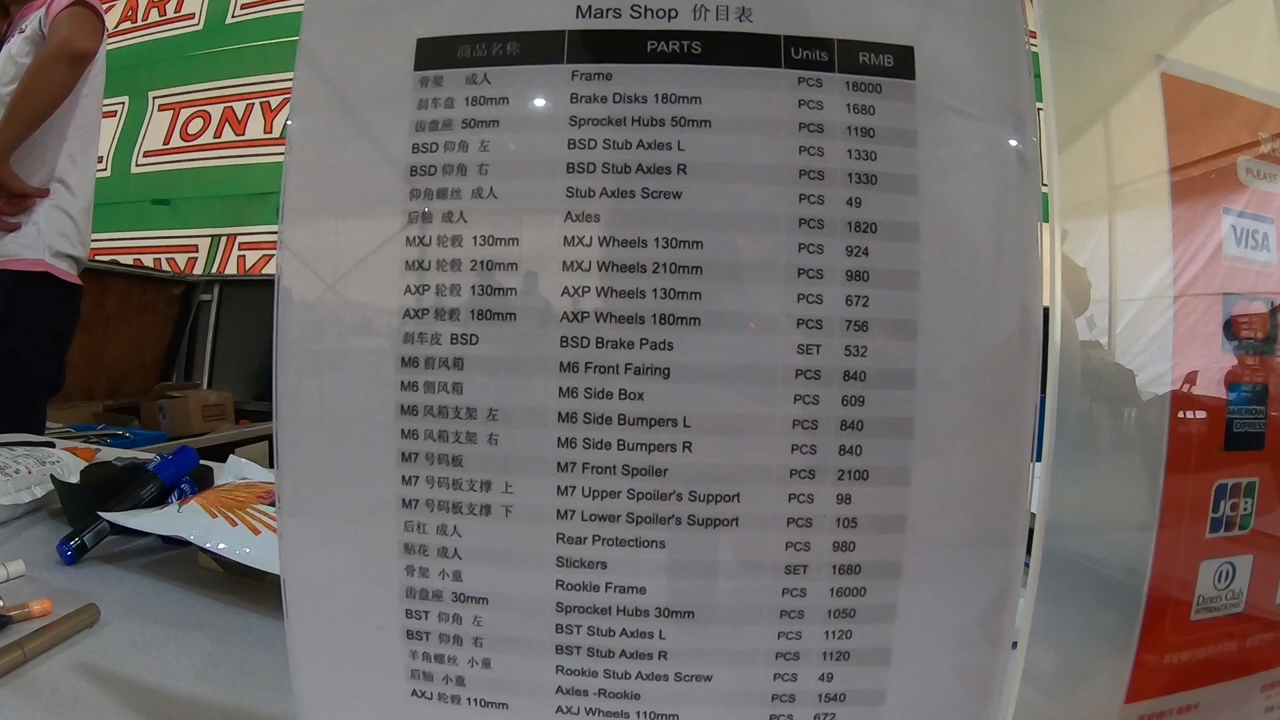 Mars Shop 价目表
商品名称 PARTS Units RMB
骨架 成人 Frame PCS 18000
刹车盘 180mm Brake Disks 180mm PCS 1680
齿盘座 50mm Sprocket Hubs 50mm PCS 1190
BSD 仰角 左 BSD Stub Axles L PCS 1330
BSD 仰角 右 BSD Stub Axles R PCS 1330
仰角螺丝 成人 Stub Axles Screw PCS 49
后轴 成人 Axles PCS 1820
MXJ 轮毂 130mm MXJ Wheels 130mm PCS 924
MXJ 轮毂 210mm MXJ Wheels 210mm PCS 980
AXP 轮毂 130mm AXP Wheels 130mm PCS 672
AXP 轮毂 180mm AXP Wheels 180mm PCS 756
刹车皮 BSD BSD Brake Pads SET 532
M6 前风箱 M6 Front Fairing PCS 840
M6 侧风箱 M6 Side Box PCS 609
M6 风箱支架 左 M6 Side Bumpers L PCS 840
M6 风箱支架 右 M6 Side Bumpers R PCS 840
M7 号码板 M7 Front Spoiler PCS 2100
M7 号码板支撑 上 M7 Upper Spoiler's Support PCS 98
M7 号码板支撑 下 M7 Lower Spoiler's Support PCS 105
后杠 成人 Rear Protections PCS 980
贴花 成人 Stickers SET 1680
骨架 小童 Rookie Frame PCS 16000
齿盘座 30mm Sprocket Hubs 30mm PCS 1050
BST 仰角 左 BST Stub Axles L PCS 1120
BST 仰角 右 BST Stub Axles R PCS 1120
羊角螺丝 小童 Rookie Stub Axles Screw PCS 49
后轴 小童 Axles -Rookie PCS 1540
AXJ 轮毂 110mm AXJ Wheels 110mm PCS 672
KART
TONY
TONY K
PLEASE
VISA
AMERICAN EXPRESS
JCB
Diners Club
INTERNATIONAL